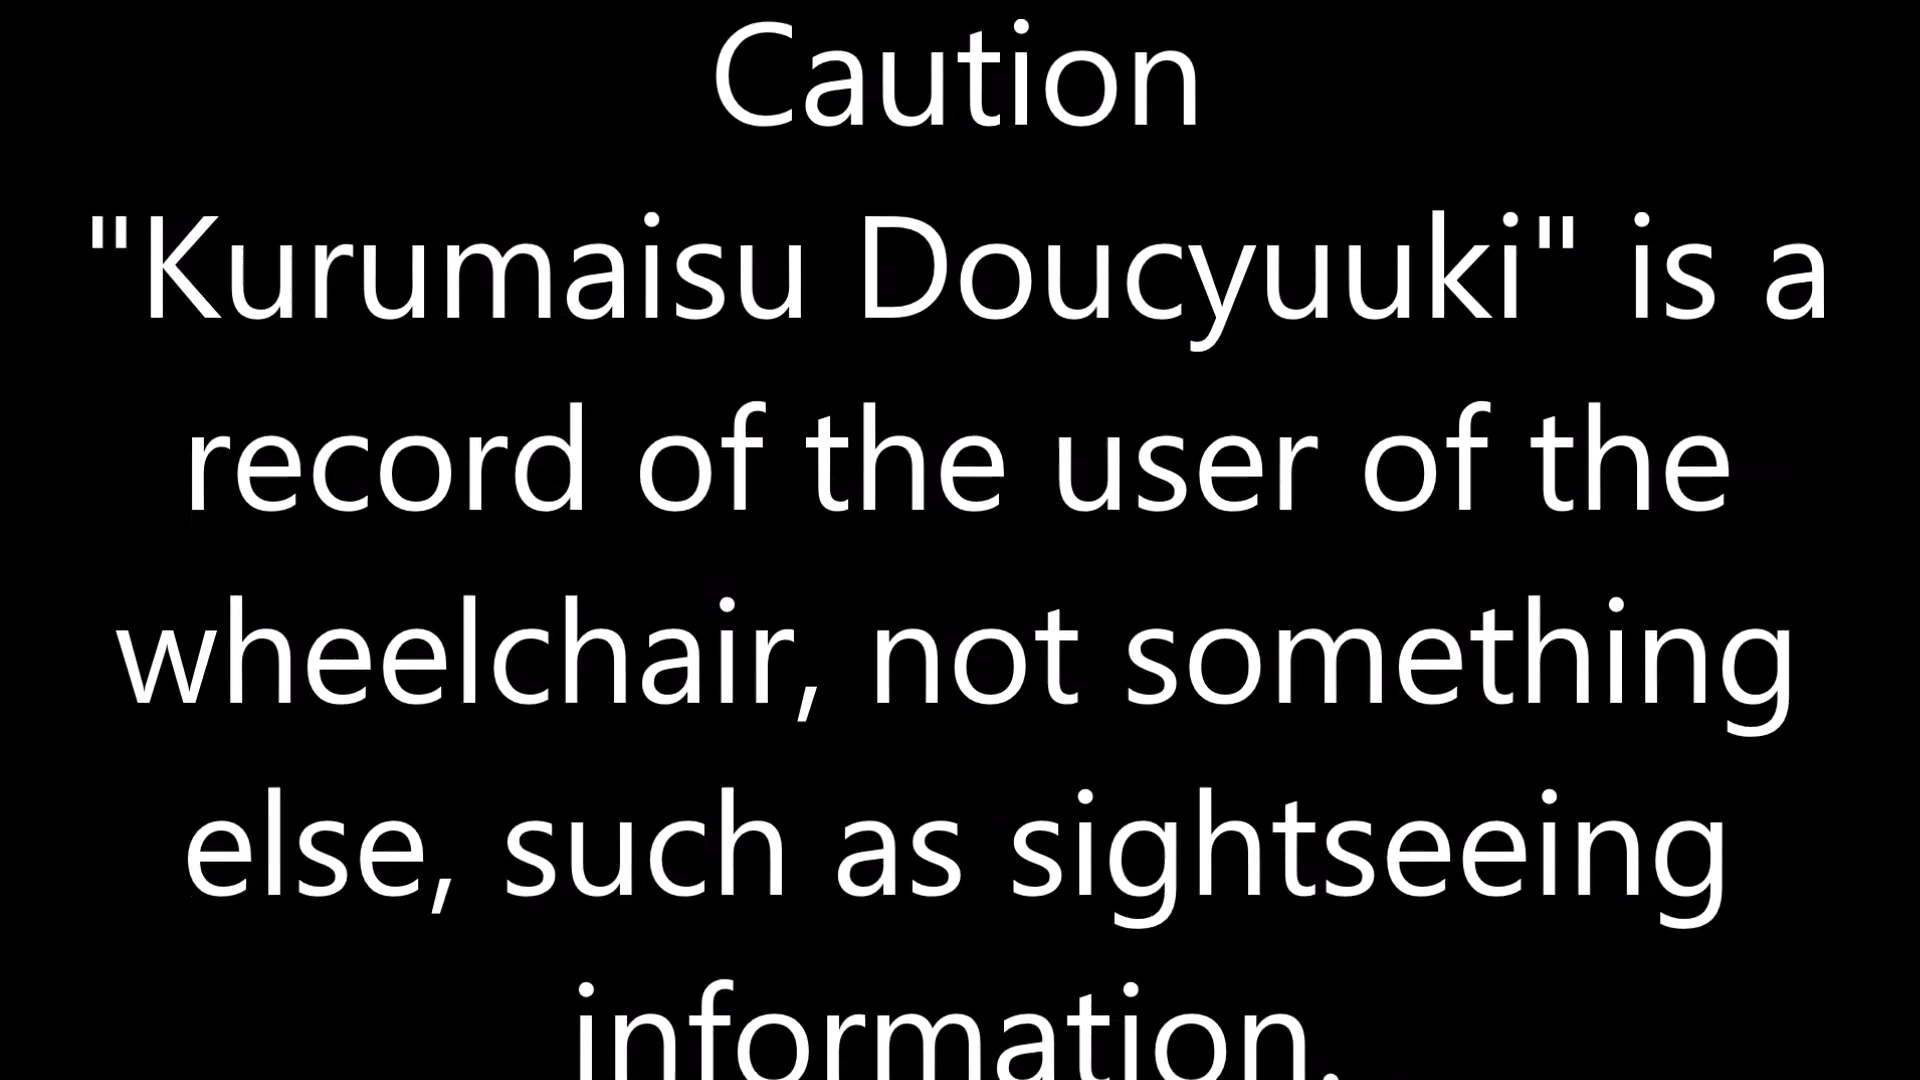 Caution
"Kurumaisu Doucyuuki" is a
record of the user of the
wheelchair, not something
else, such as sightseeing
information.